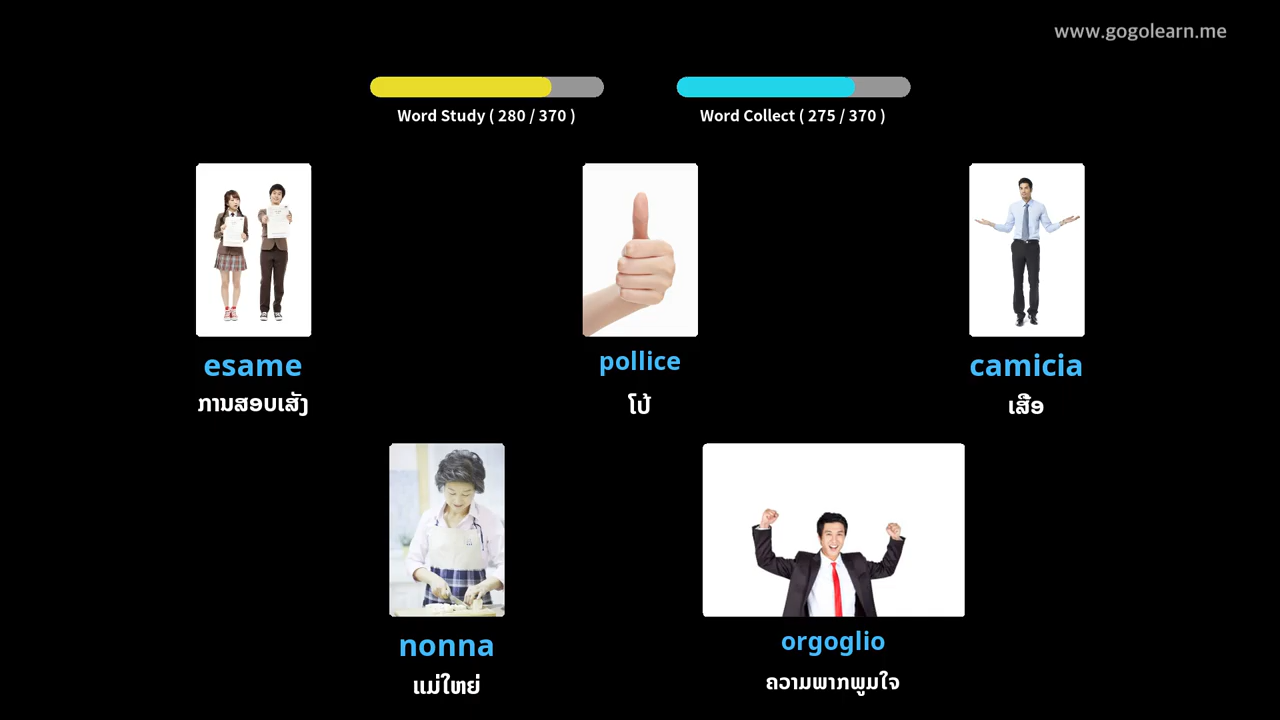 www.gogolearn.me
Word Study ( 280 / 370 )
Word Collect ( 275 / 370 )
esame
ການສອບເສັງ
pollice
ໂປ້
camicia
ເສື້ອ
nonna
ແມ່ໃຫຍ່
orgoglio
ຄວາມພາກພູມໃຈ